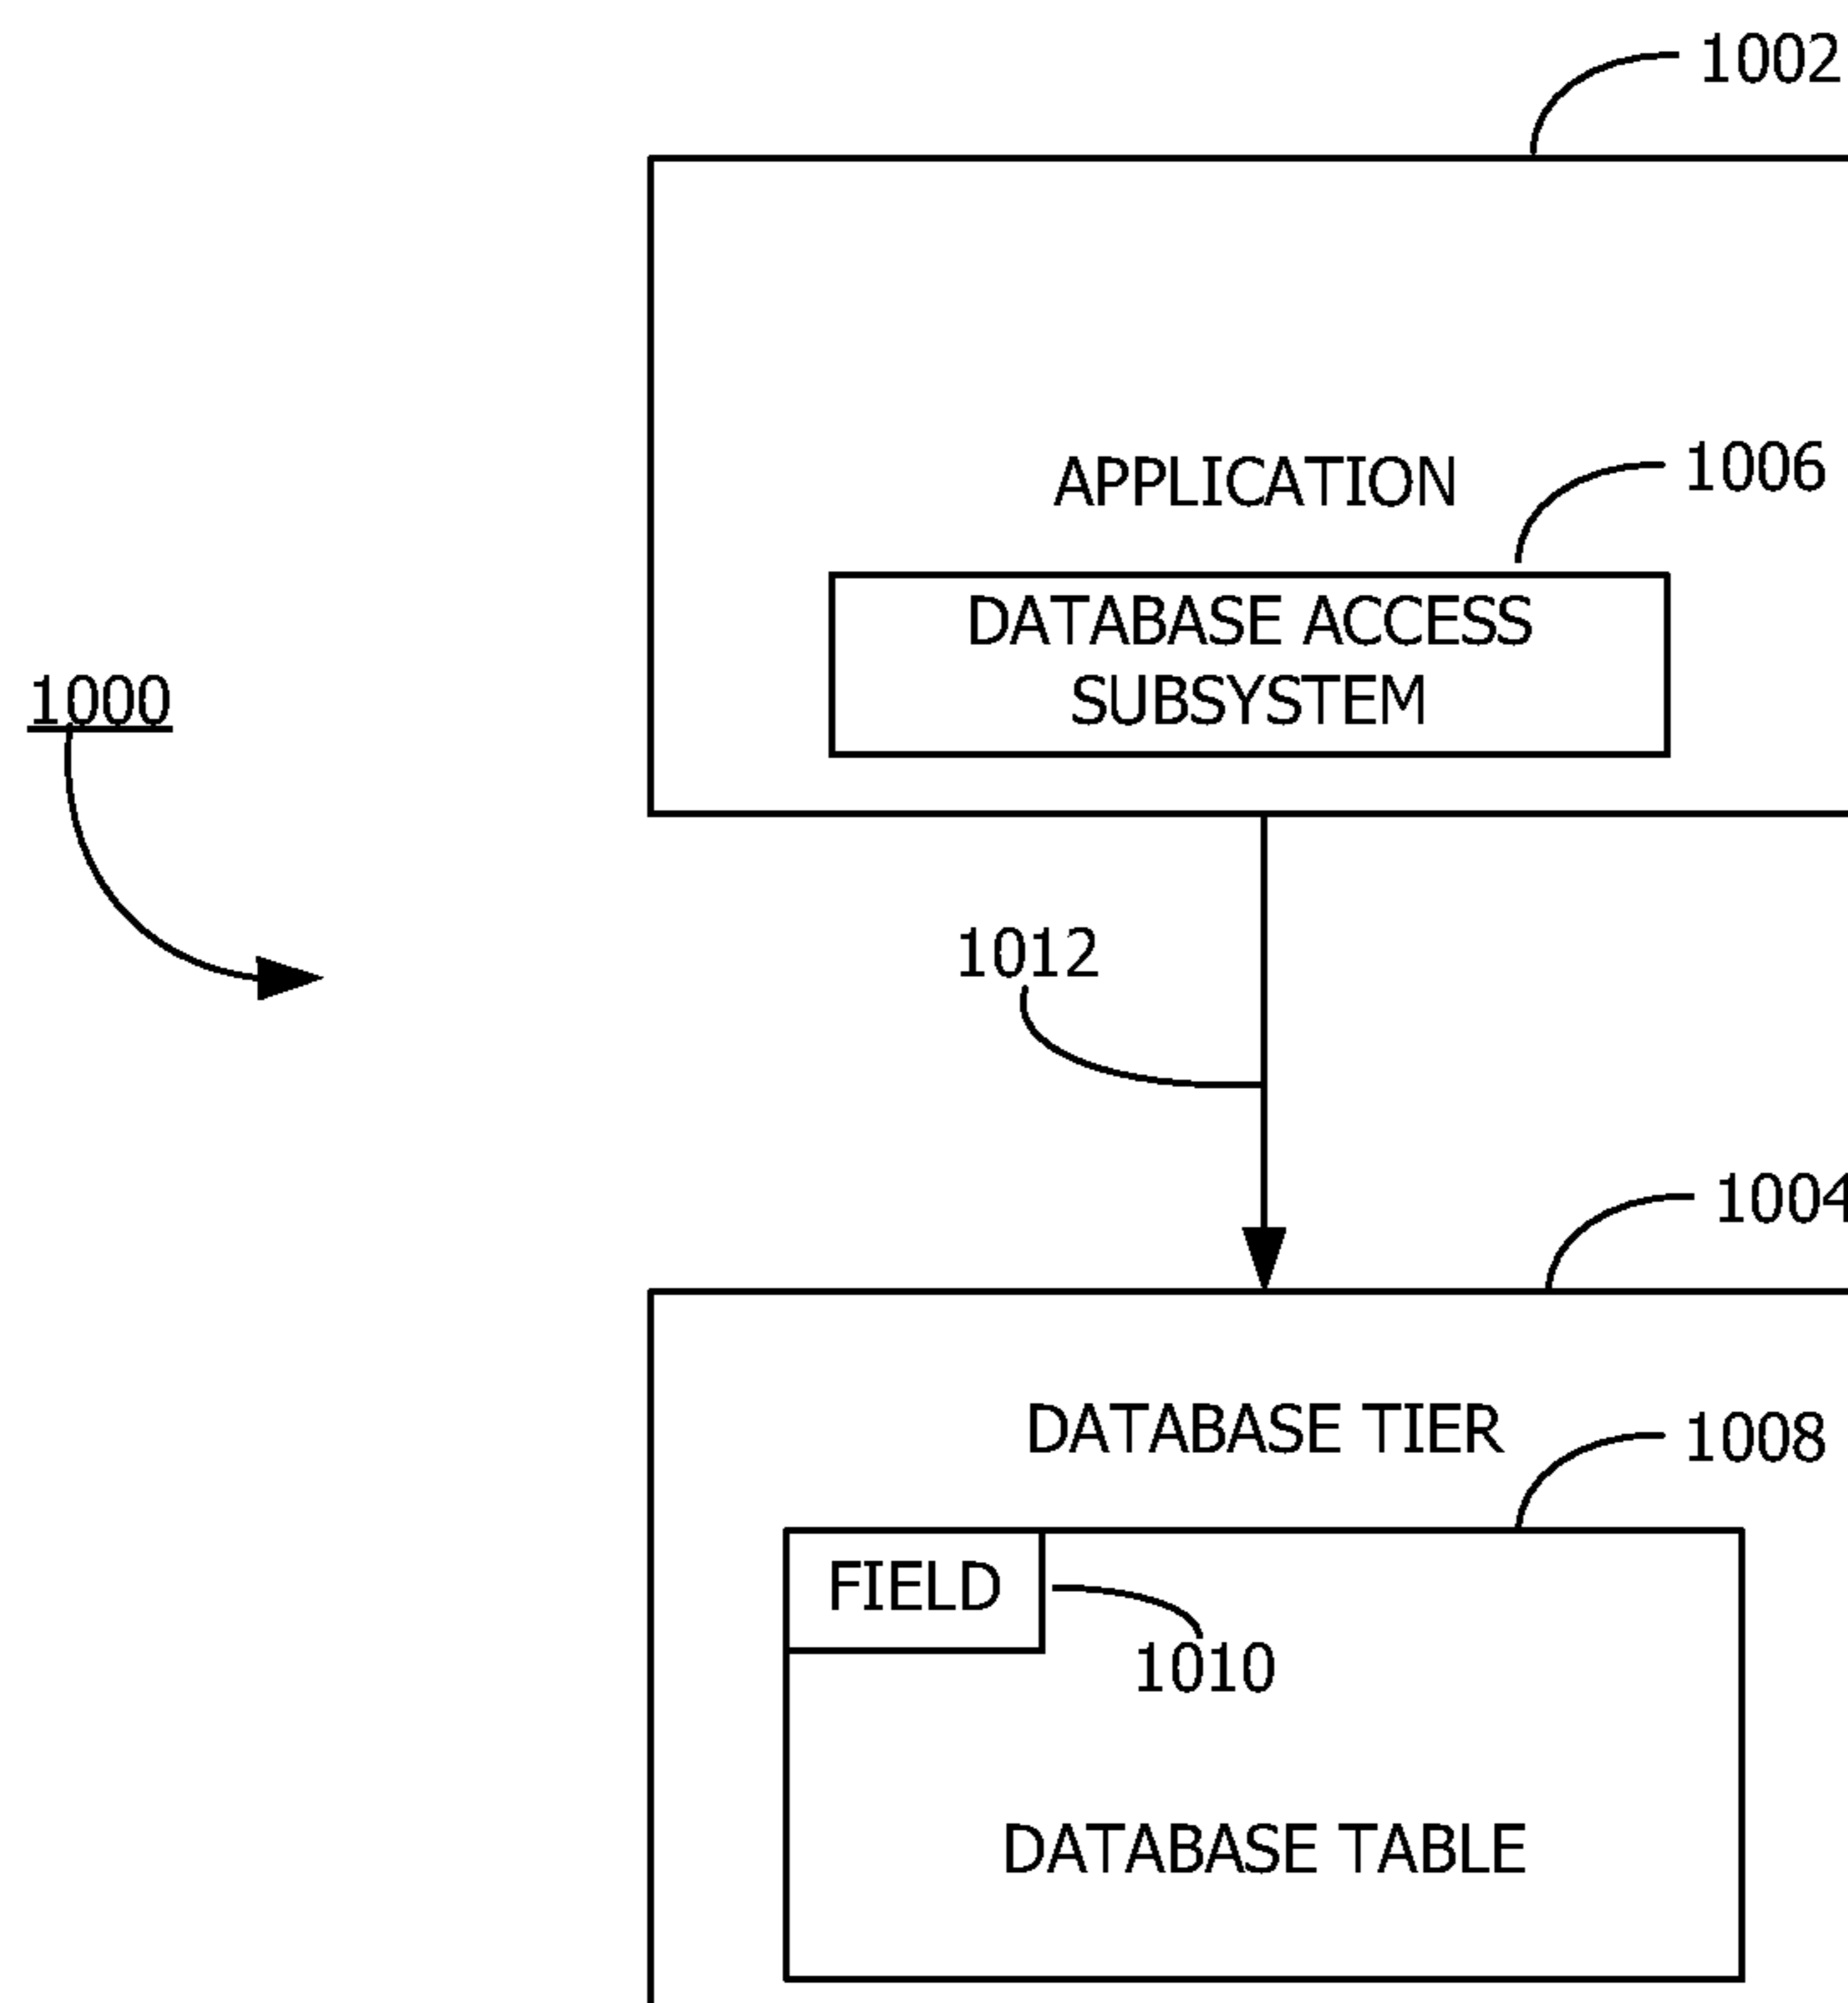 1002
APPLICATION
1006
DATABASE ACCESS
SUBSYSTEM
1000
1012
1004
DATABASE TIER
1008
FIELD
1010
DATABASE TABLE